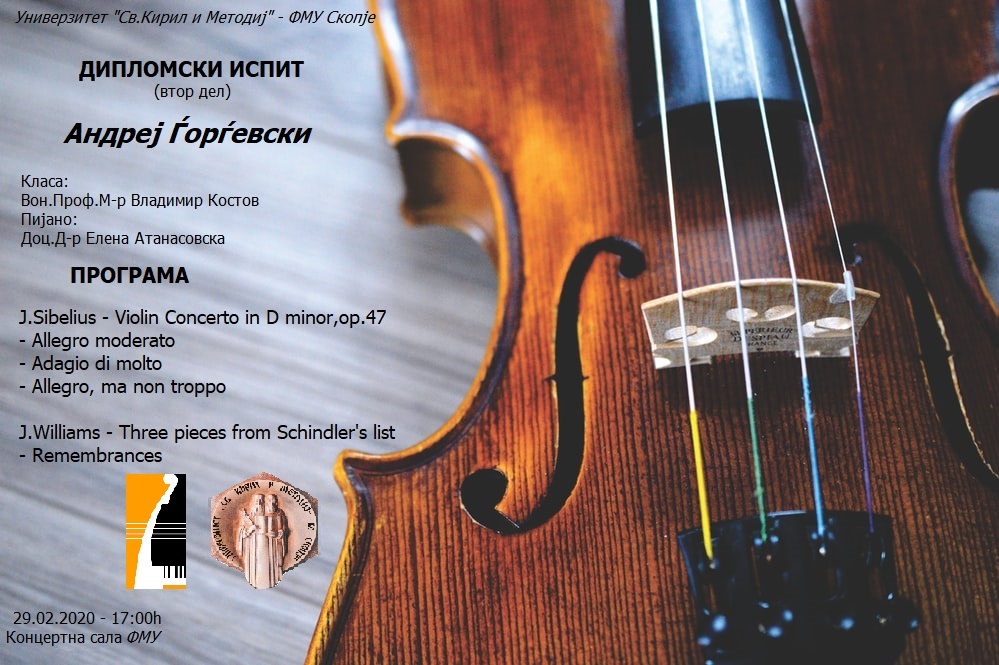 Универзитет "Св.Кирил и Методиј" - ФМУ Скопје
ДИПЛОМСКИ ИСПИТ
(втор дел)
Андреј Ѓорѓевски
Класа:
Вон.Проф.М-р Владимир Костов
Пијано:
Доц.Д-р Елена Атанасовска
ПРОГРАМА
J.Sibelius - Violin Concerto in D minor,op.47
- Allegro moderato
- Adagio di molto
- Allegro, ma non troppo
J.Williams - Three pieces from Schindler's list
- Remembrances
29.02.2020 - 17:00h
Концертна сала ФМУ
DESPIAU
FRANCE